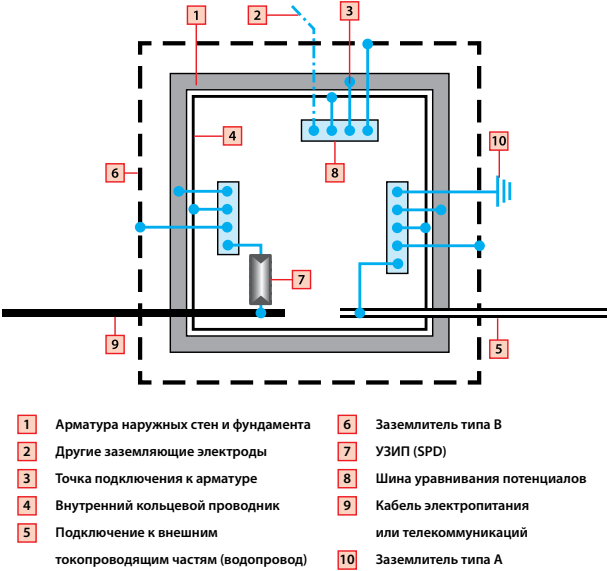 1
2
3
4
10
6
8
7
9
5
1 Арматура наружных стен и фундамента
2 Другие заземляющие электроды
3 Точка подключения к арматуре
4 Внутренний кольцевой проводник
5 Подключение к внешним
токопроводящим частям (водопровод)
6 Заземлитель типа В
7 УЗИП (SPD)
8 Шина уравнивания потенциалов
9 Кабель электропитания
или телекоммуникаций
10 Заземлитель типа А